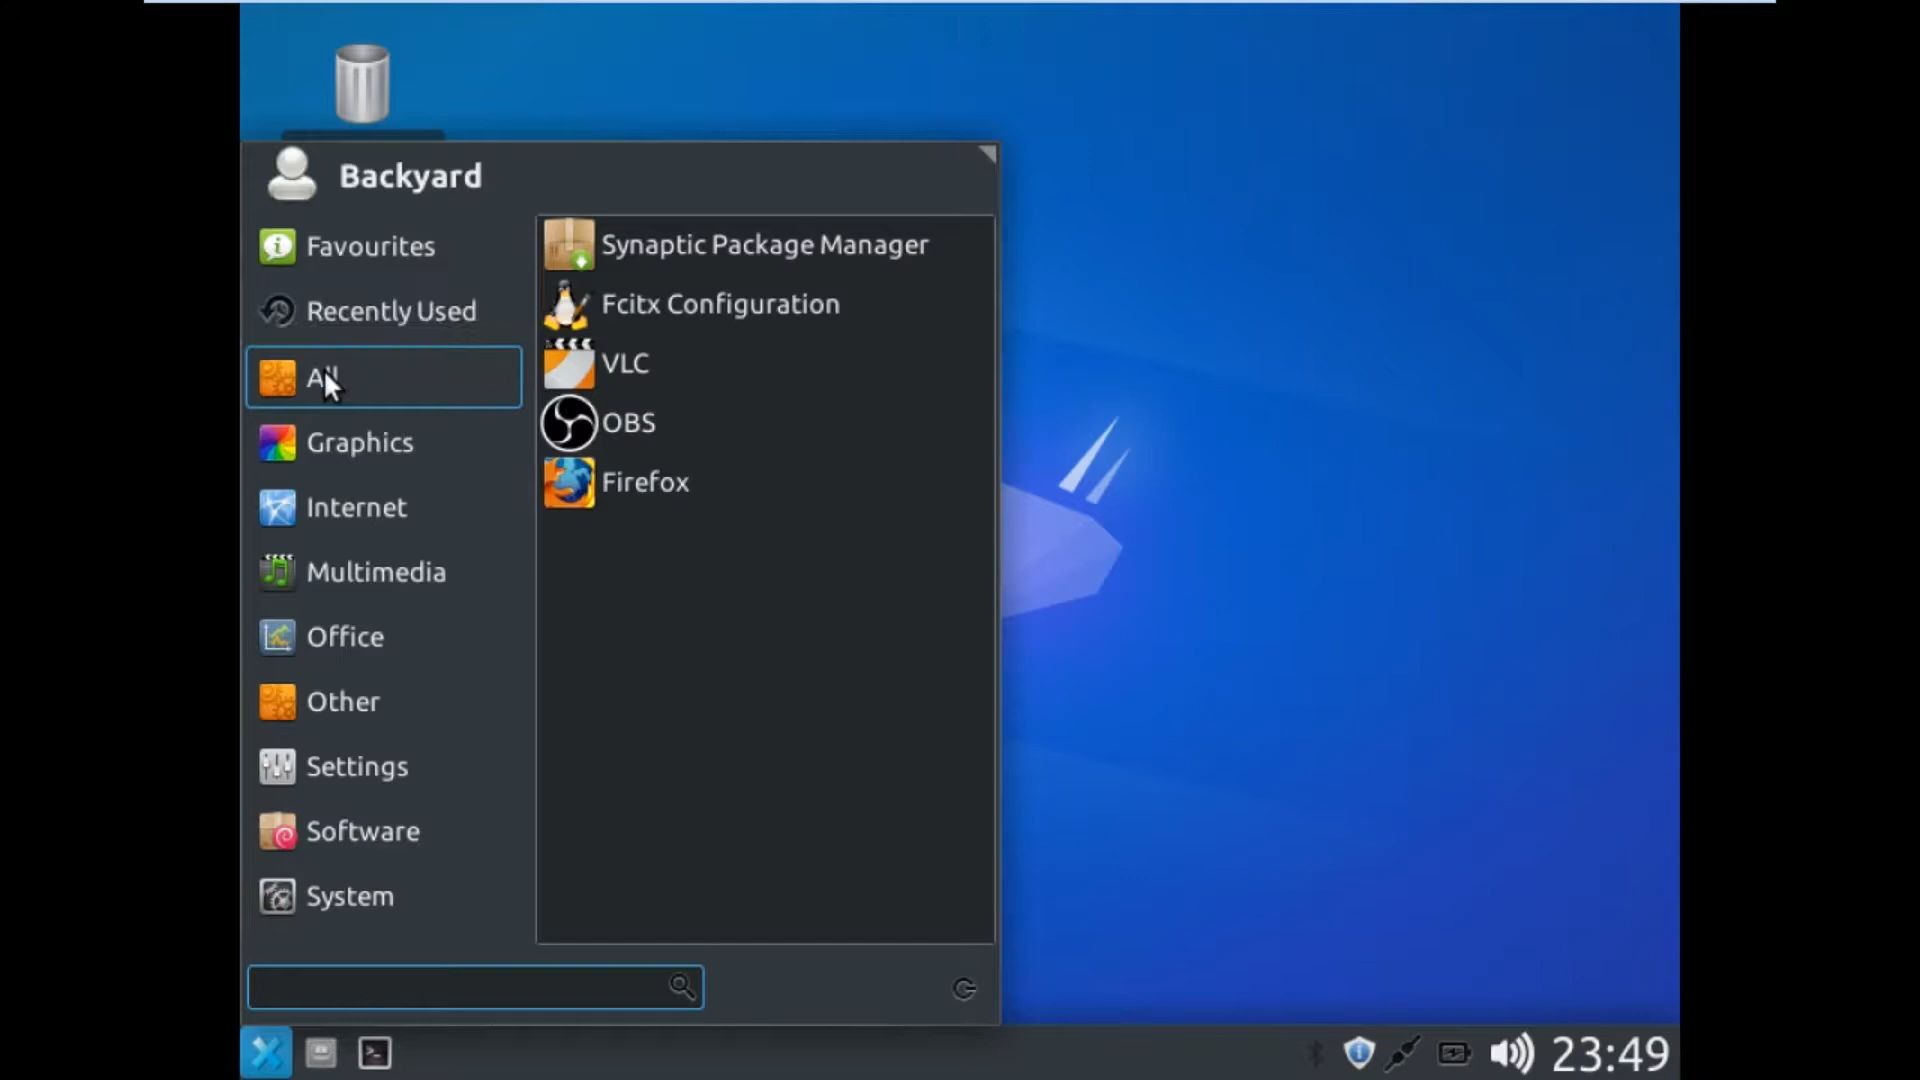 Backyard
Favourites
Recently Used
All
Graphics
Internet
Multimedia
Office
Other
Settings
Software
System
Synaptic Package Manager
Fcitx Configuration
VLC
OBS
Firefox
23:49